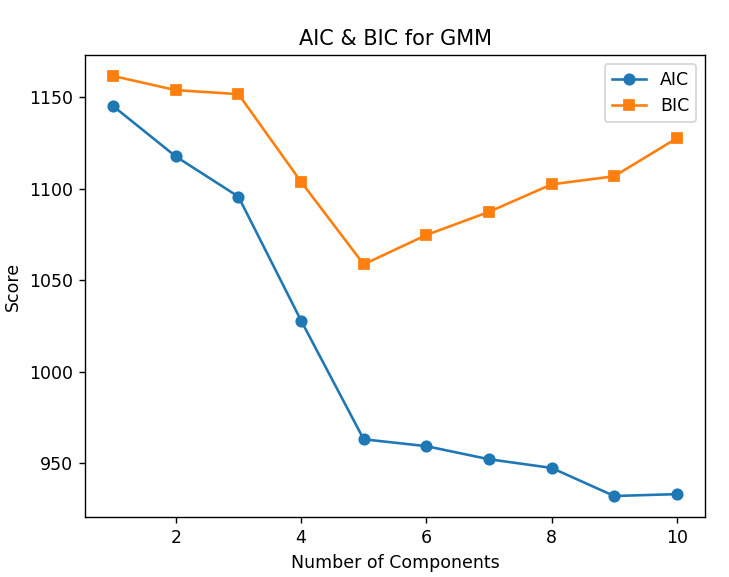 AIC & BIC for GMM
AIC
BIC
Score
1150
1100
1050
1000
950
2 4 6 8 10
Number of Components